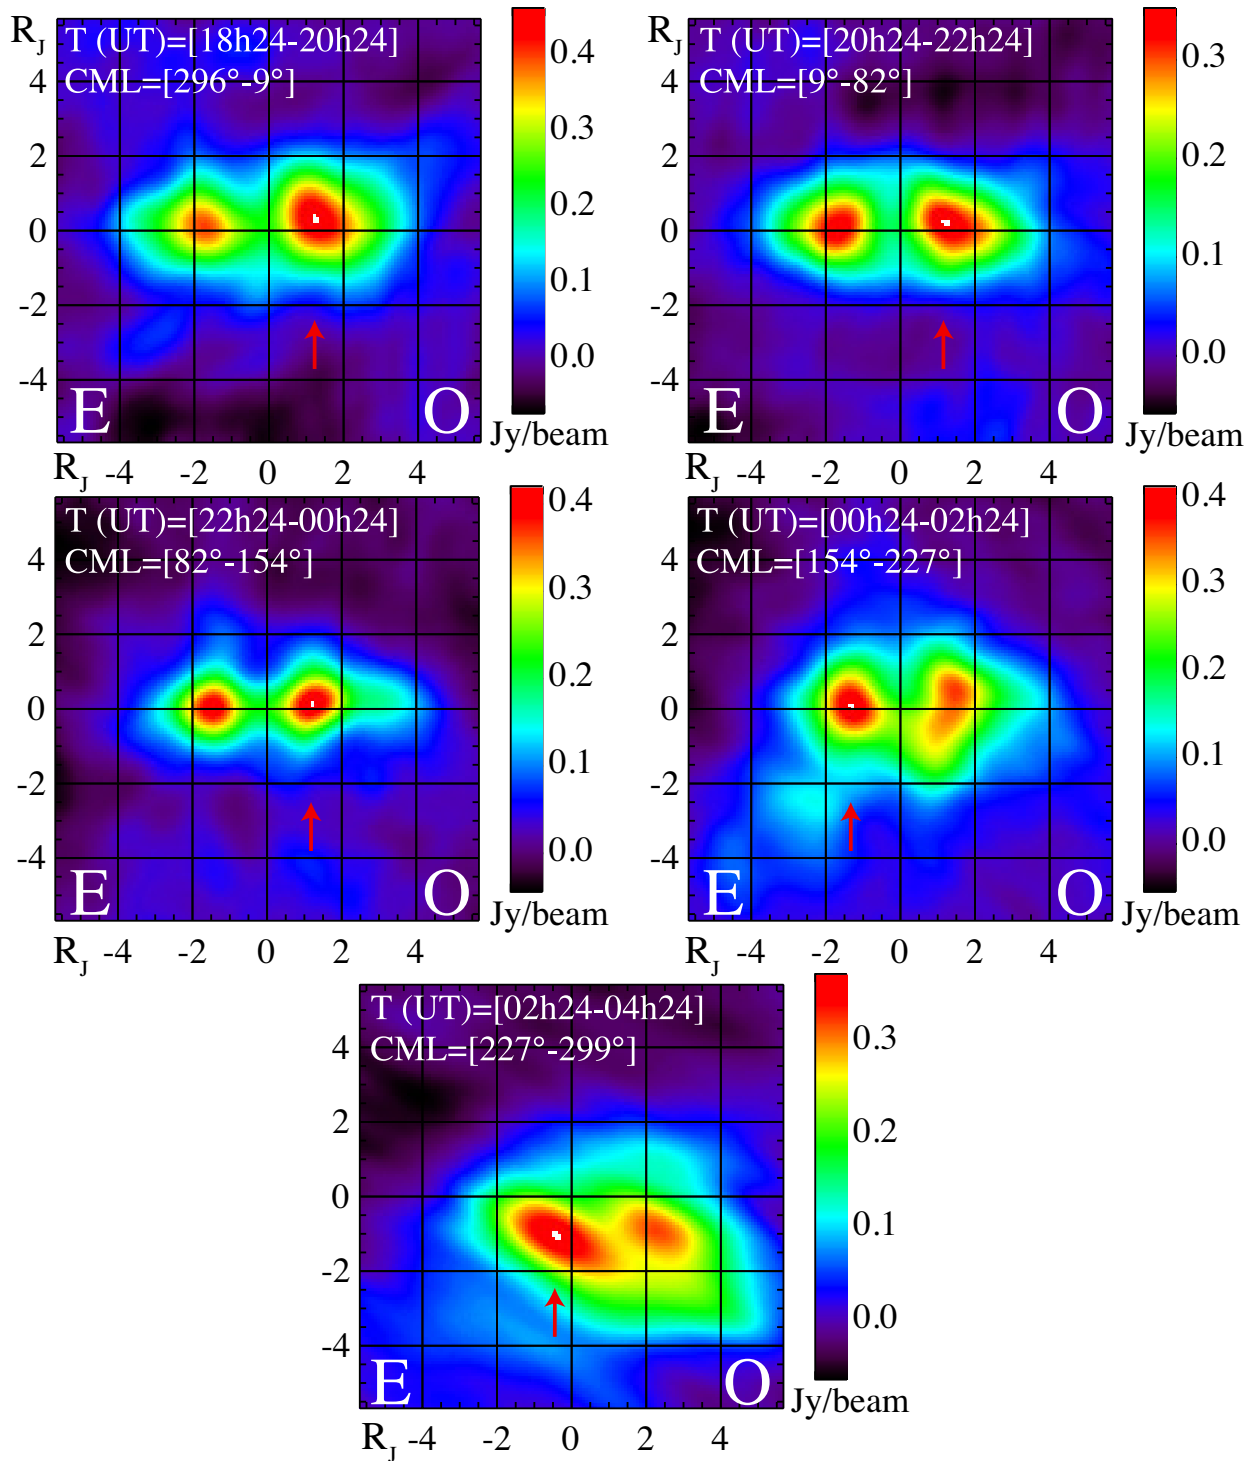 R_J
T (UT)=[18h24-20h24]
CML=[296°-9°]
4
2
0
-2
-4
E
O
0.4
0.3
0.2
0.1
0.0
Jy/beam
R_J -4 -2 0 2 4
R_J
T (UT)=[20h24-22h24]
CML=[9°-82°]
4
2
0
-2
-4
E
O
0.3
0.2
0.1
0.0
Jy/beam
R_J -4 -2 0 2 4
T (UT)=[22h24-00h24]
CML=[82°-154°]
4
2
0
-2
-4
E
O
0.4
0.3
0.2
0.1
0.0
Jy/beam
R_J -4 -2 0 2 4
T (UT)=[00h24-02h24]
CML=[154°-227°]
4
2
0
-2
-4
E
O
0.4
0.3
0.2
0.1
0.0
Jy/beam
R_J -4 -2 0 2 4
T (UT)=[02h24-04h24]
CML=[227°-299°]
4
2
0
-2
-4
E
O
0.3
0.2
0.1
0.0
Jy/beam
R_J -4 -2 0 2 4